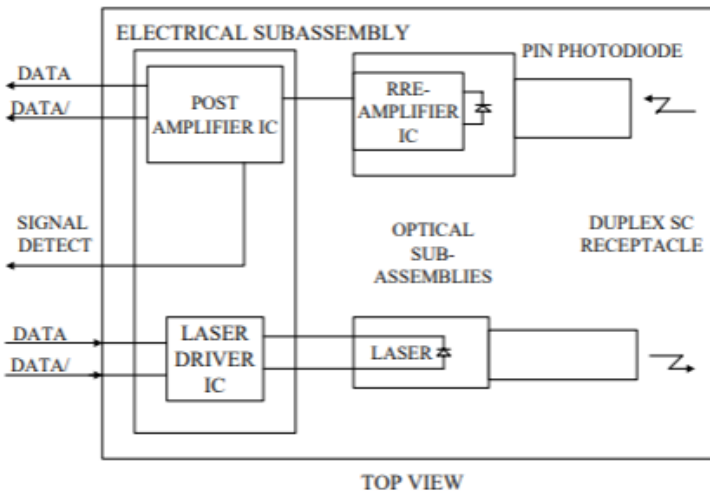 ELECTRICAL SUBASSEMBLY
PIN PHOTODIODE
DATA
DATA/
POST
AMPLIFIER IC
RRE-
AMPLIFIER
IC
SIGNAL
DETECT
OPTICAL
SUB-
ASSEMBLIES
DUPLEX SC
RECEPTACLE
DATA
DATA/
LASER
DRIVER
IC
LASER
TOP VIEW